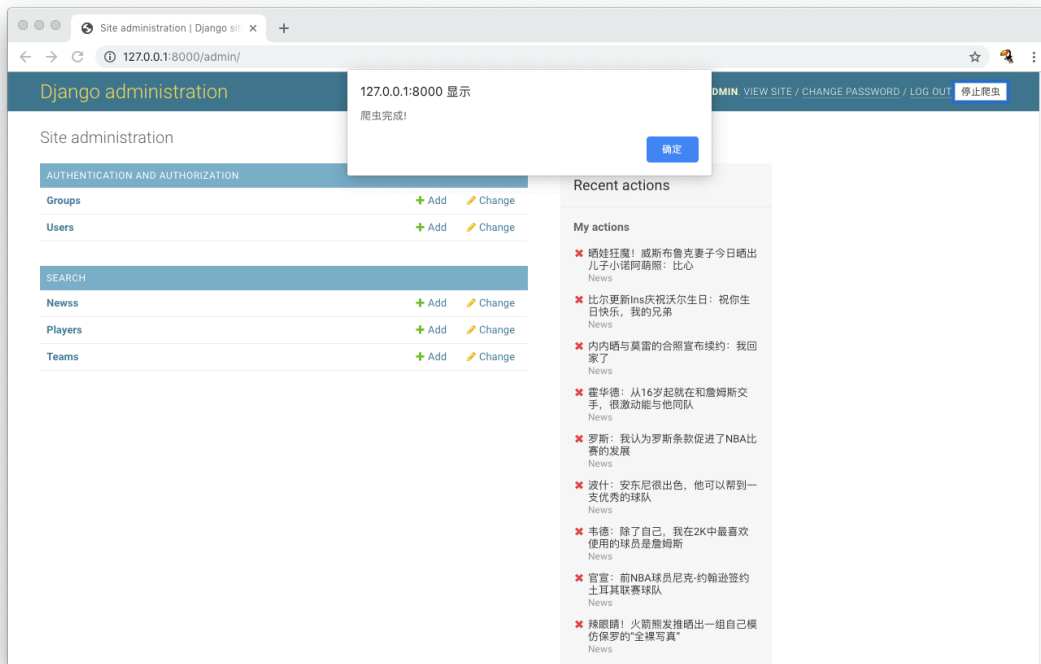 Site administration | Django sit
127.0.0.1:8000/admin/
Django administration
DMIN. VIEW SITE / CHANGE PASSWORD / LOG OUT 停止爬虫
127.0.0.1:8000 显示
爬虫完成!
确定
Site administration
AUTHENTICATION AND AUTHORIZATION
Groups + Add Change
Users + Add Change
SEARCH
Newss + Add Change
Players + Add Change
Teams + Add Change
Recent actions
My actions
晒娃狂魔！威斯布鲁克妻子今日晒出
儿子小诺阿萌照：比心
News
比尔更新Ins庆祝沃尔生日：祝你生
日快乐，我的兄弟
News
内内晒与莫雷的合照宣布续约：我回
家了
News
霍华德：从16岁起就在和詹姆斯交
手，很激动能与他同队
News
罗斯：我认为罗斯条款促进了NBA比
赛的发展
News
波什：安东尼很出色，他可以帮到一
支优秀的球队
News
韦德：除了自己，我在2K中最喜欢
使用的球员是詹姆斯
News
官宣：前NBA球员尼克·约翰逊签约
土耳其联赛球队
News
辣眼睛！火箭熊发推晒出一组自己模
仿保罗的“全裸写真”
News